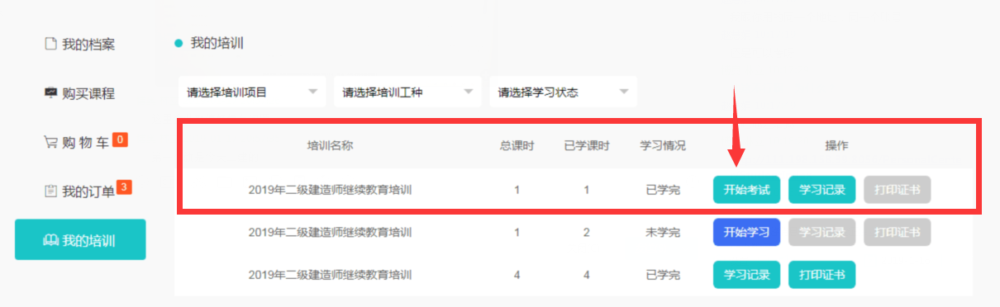 我的档案
购买课程
购物车 0
我的订单 3
我的培训
我的培训
请选择培训项目 请选择培训工种 请选择学习状态
培训名称 总课时 已学课时 学习情况 操作
2019年二级建造师继续教育培训 1 1 已学完 开始考试 学习记录 打印证书
2019年二级建造师继续教育培训 1 2 未学完 开始学习 学习记录 打印证书
2019年二级建造师继续教育培训 4 4 已学完 学习记录 打印证书